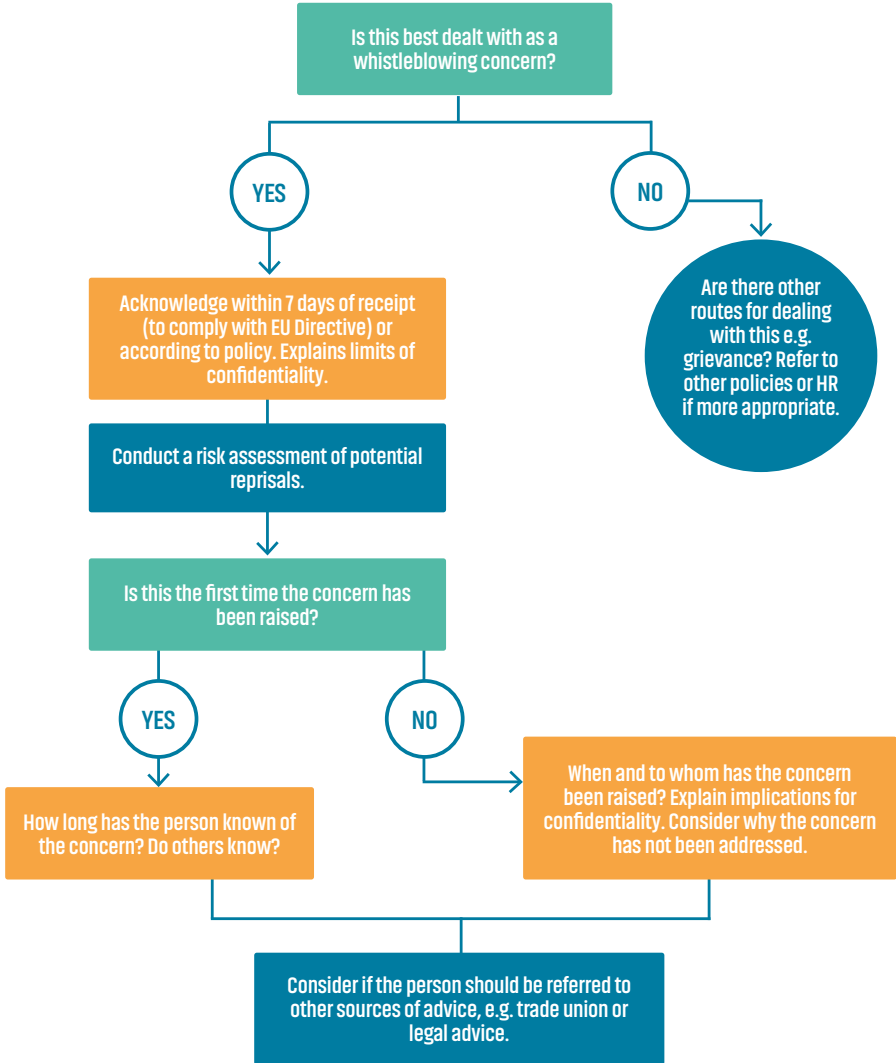 Is this best dealt with as a
whistleblowing concern?
YES
NO
Acknowledge within 7 days of receipt
(to comply with EU Directive) or
according to policy. Explains limits of
confidentiality.
Are there other
routes for dealing
with this e.g.
grievance? Refer to
other policies or HR
if more appropriate.
Conduct a risk assessment of potential
reprisals.
Is this the first time the concern has
been raised?
YES
NO
How long has the person known of
the concern? Do others know?
When and to whom has the concern
been raised? Explain implications for
confidentiality. Consider why the concern
has not been addressed.
Consider if the person should be referred to
other sources of advice, e.g. trade union or
legal advice.